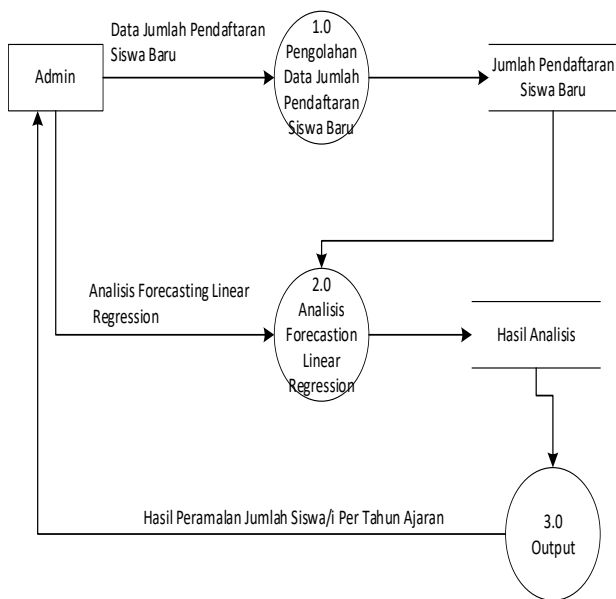 Data Jumlah Pendaftaran
Siswa Baru
Admin
1.0
Pengolahan
Data Jumlah
Pendaftaran
Siswa Baru
Jumlah Pendaftaran
Siswa Baru
Analisis Forecasting Linear
Regression
2.0
Analisis
Forecastion
Linear
Regression
Hasil Analisis
Hasil Peramalan Jumlah Siswa/i Per Tahun Ajaran
3.0
Output